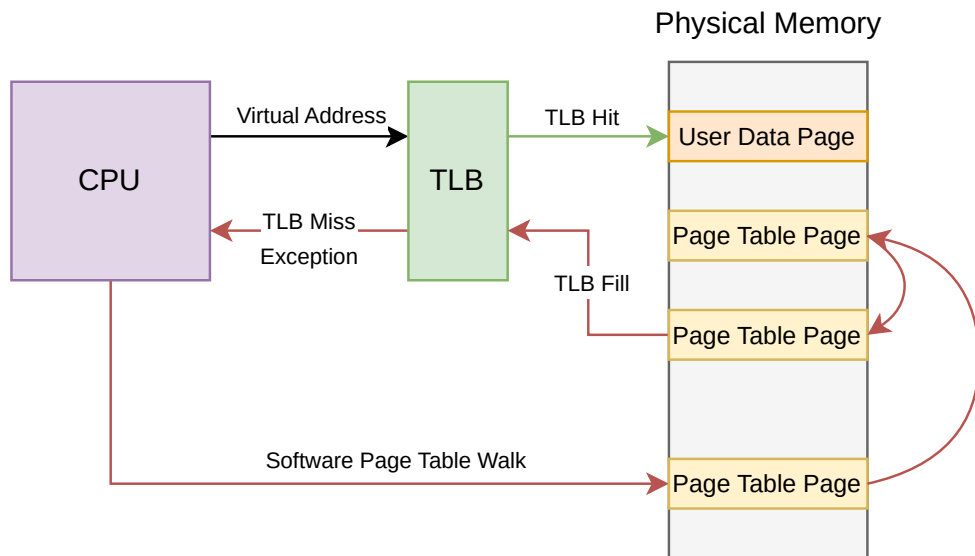 Physical Memory
Virtual Address
TLB Hit
User Data Page
CPU
TLB
TLB Miss
Exception
Page Table Page
TLB Fill
Page Table Page
Software Page Table Walk
Page Table Page